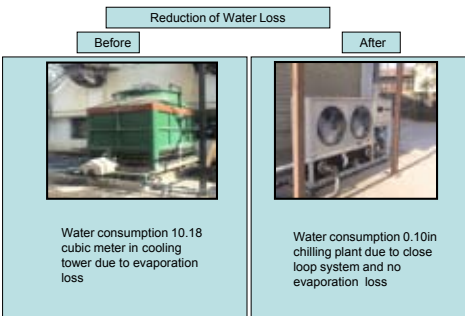 Reduction of Water Loss
Before
After
Water consumption 10.18
cubic meter in cooling
tower due to evaporation
loss
Water consumption 0.10in
chilling plant due to close
loop system and no
evaporation loss